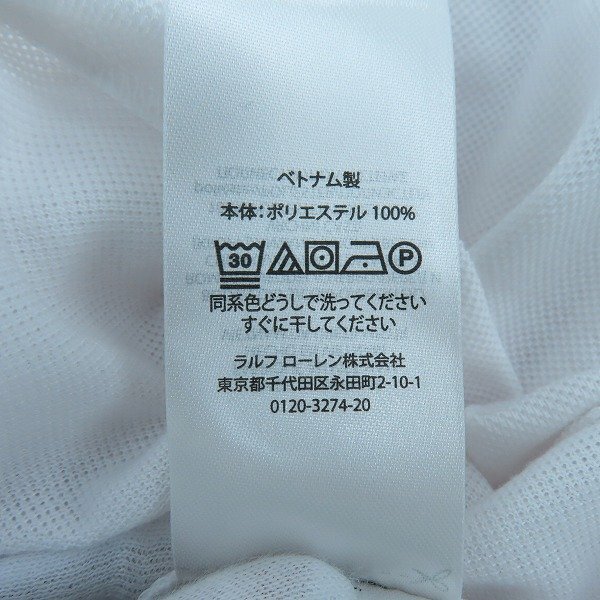 ベトナム製
本体：ポリエステル 100%
30 P
同系色どうしで洗ってください
すぐに干してください
ラルフ ローレン株式会社
東京都千代田区永田町2-10-1
0120-3274-20